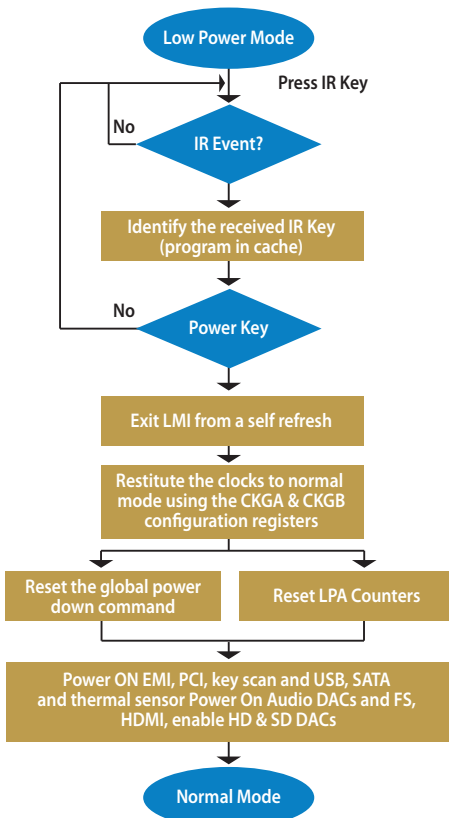 Low Power Mode
Press IR Key
No
IR Event?
Identify the received IR Key
(program in cache)
No
Power Key
Exit LMI from a self refresh
Restitute the clocks to normal
mode using the CKGA & CKGB
configuration registers
Reset the global power
down command
Reset LPA Counters
Power ON EMI, PCI, key scan and USB, SATA
and thermal sensor Power On Audio DACs and FS,
HDMI, enable HD & SD DACs
Normal Mode